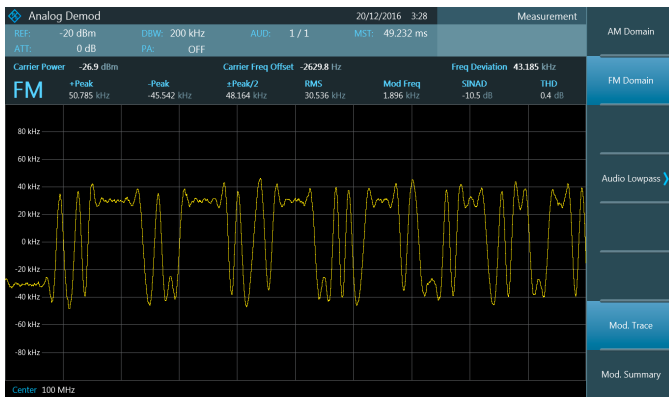 Analog Demod 20/12/2016 3:28 Measurement
REF: -20 dBm DBW: 200 kHz AUD: 1 / 1 MST: 49.232 ms
ATT: 0 dB PA: OFF
Carrier Power -26.9 dBm Carrier Freq Offset -2629.8 Hz Freq Deviation 43.185 kHz
FM +Peak -Peak ±Peak/2 RMS Mod Freq SINAD THD
50.785 kHz -45.542 kHz 48.164 kHz 30.536 kHz 1.896 kHz -10.5 dB 0.4 dB
80 kHz
60 kHz
40 kHz
20 kHz
0 kHz
-20 kHz
-40 kHz
-60 kHz
-80 kHz
Center 100 MHz
AM Domain
FM Domain
Audio Lowpass
Mod. Trace
Mod. Summary